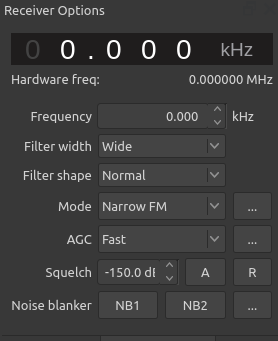 Receiver Options
0 0.000 kHz
Hardware freq: 0.000000 MHz
Frequency 0.000 kHz
Filter width Wide
Filter shape Normal
Mode Narrow FM ...
AGC Fast ...
Squelch -150.0 dB A R
Noise blanker NB1 NB2 ...